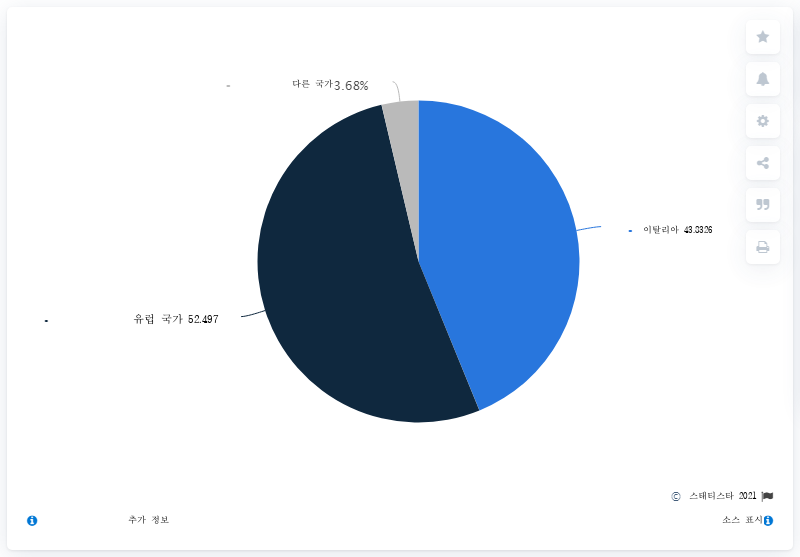 다른 국가 3.68%
이탈리아 43.8326
유럽 국가 52.497
© 스태티스타 2021
추가 정보
소스 표시